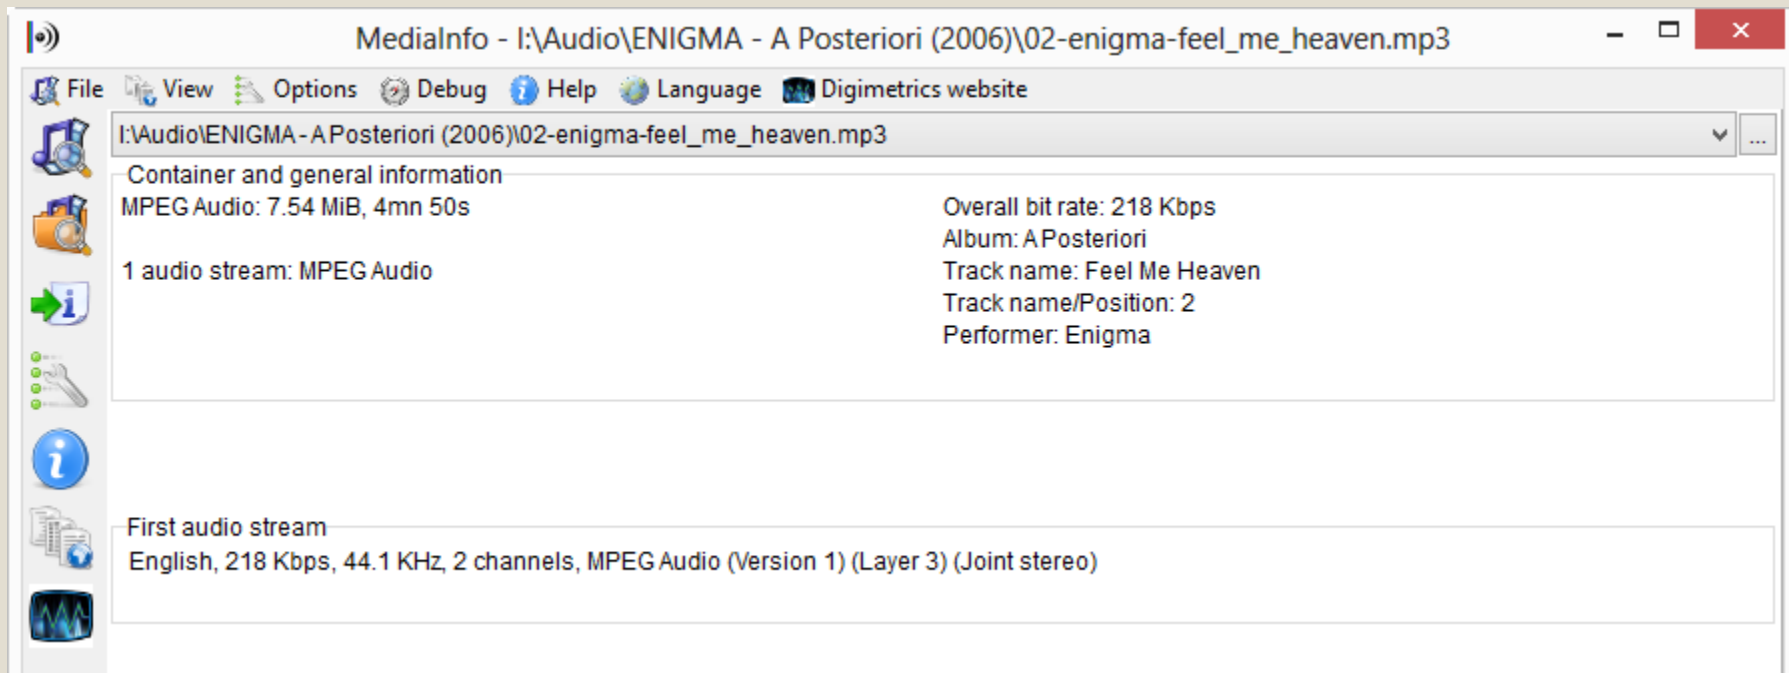 MediaInfo - I:\Audio\ENIGMA - A Posteriori (2006)\02-enigma-feel_me_heaven.mp3
File View Options Debug Help Language Digimetrics website
I:\Audio\ENIGMA - A Posteriori (2006)\02-enigma-feel_me_heaven.mp3 ...
Container and general information
MPEG Audio: 7.54 MiB, 4mn 50s
1 audio stream: MPEG Audio
Overall bit rate: 218 Kbps
Album: A Posteriori
Track name: Feel Me Heaven
Track name/Position: 2
Performer: Enigma
First audio stream
English, 218 Kbps, 44.1 KHz, 2 channels, MPEG Audio (Version 1) (Layer 3) (Joint stereo)